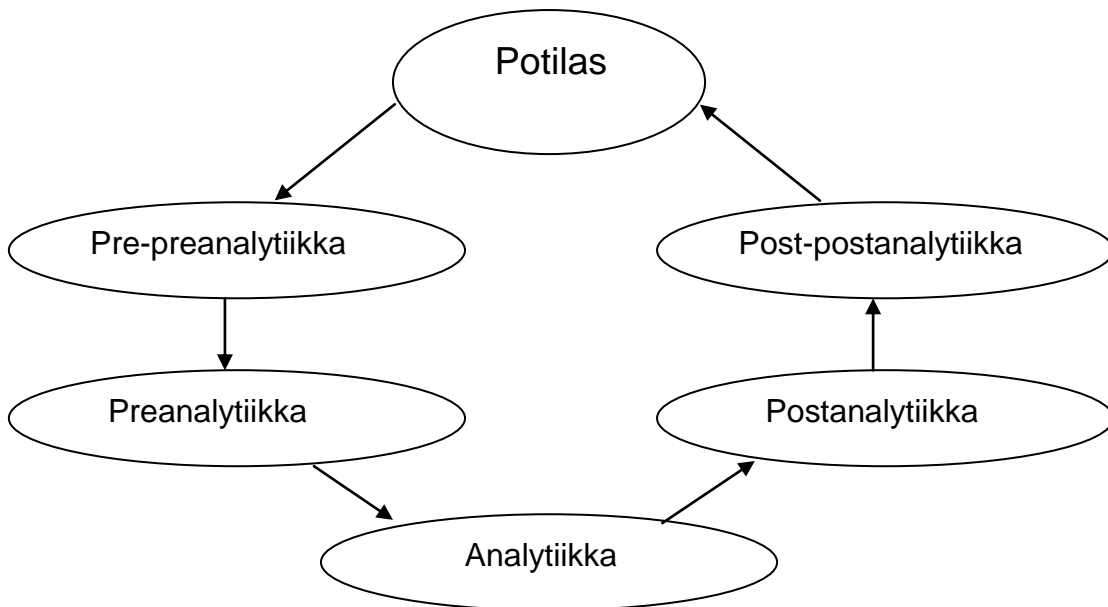 Potilas
Pre-preanalytiikka
Post-postanalytiikka
Preanalytiikka
Postanalytiikka
Analytiikka